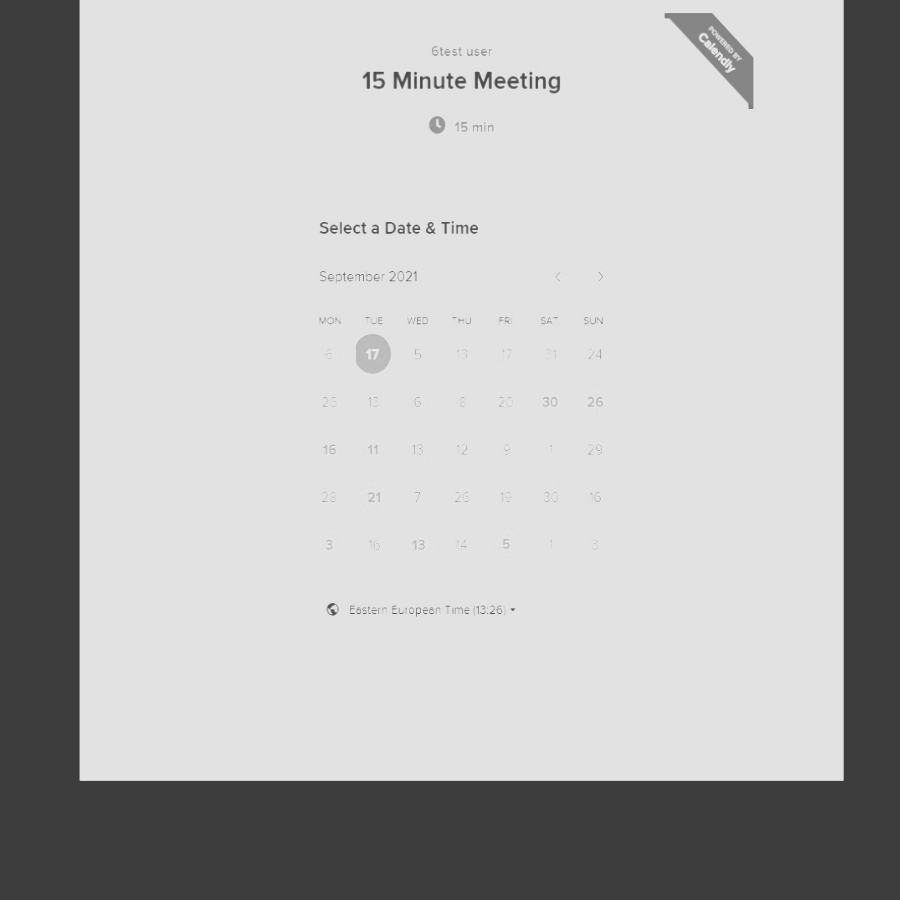 6test user
15 Minute Meeting
15 min
POWERED BY
Calendly
Select a Date & Time
September 2021
MON TUE WED THU FRI SAT SUN
6 17 5 13 17 31 24
25 13 6 8 20 30 26
16 11 13 12 9 1 29
28 21 7 26 19 30 16
3 16 13 14 5 1 3
Eastern European Time (13:26)